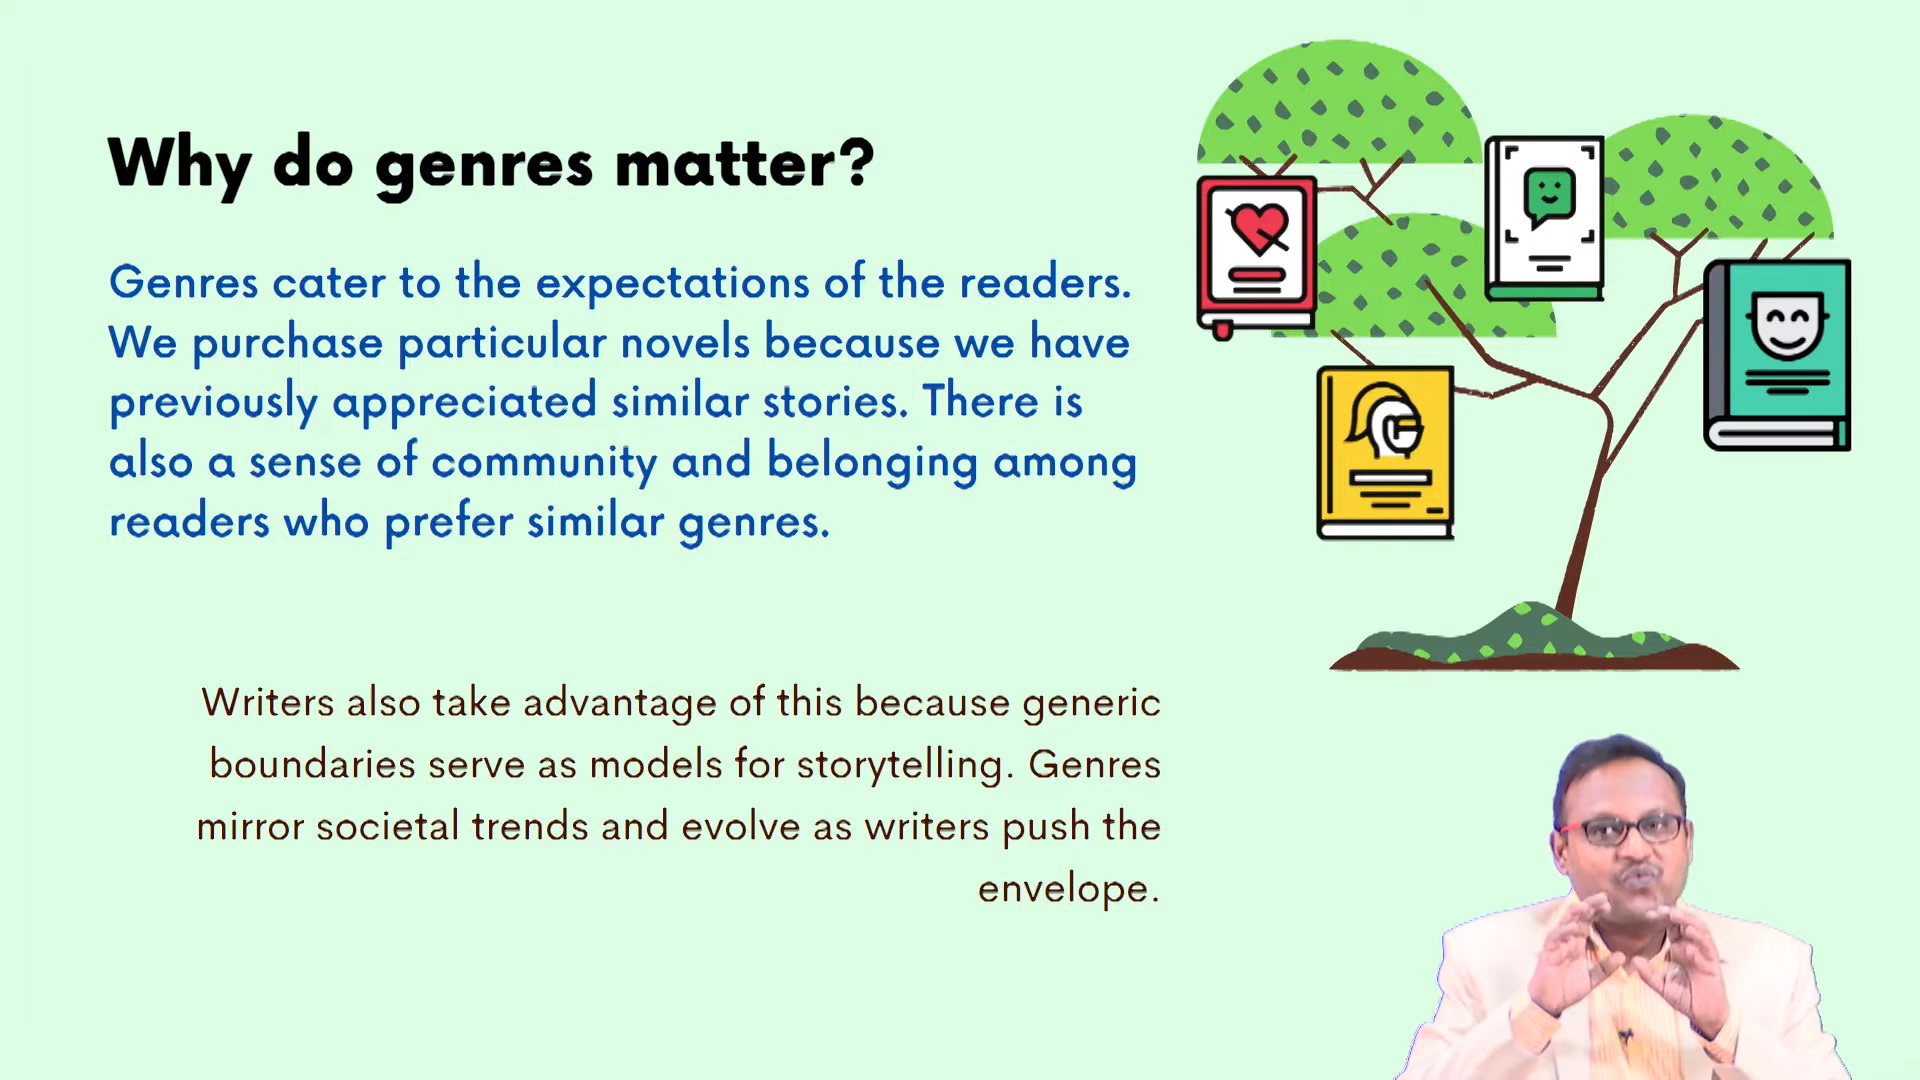 Why do genres matter?
Genres cater to the expectations of the readers.
We purchase particular novels because we have
previously appreciated similar stories. There is
also a sense of community and belonging among
readers who prefer similar genres.
Writers also take advantage of this because generic
boundaries serve as models for storytelling. Genres
mirror societal trends and evolve as writers push the
envelope.